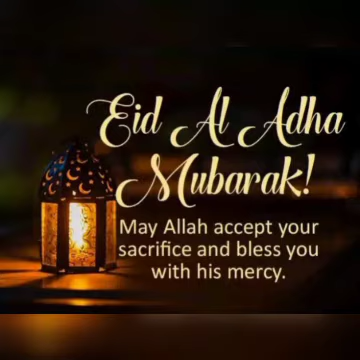 Eid Al Adha
Mubarak!
May Allah accept your
sacrifice and bless you
with his mercy.